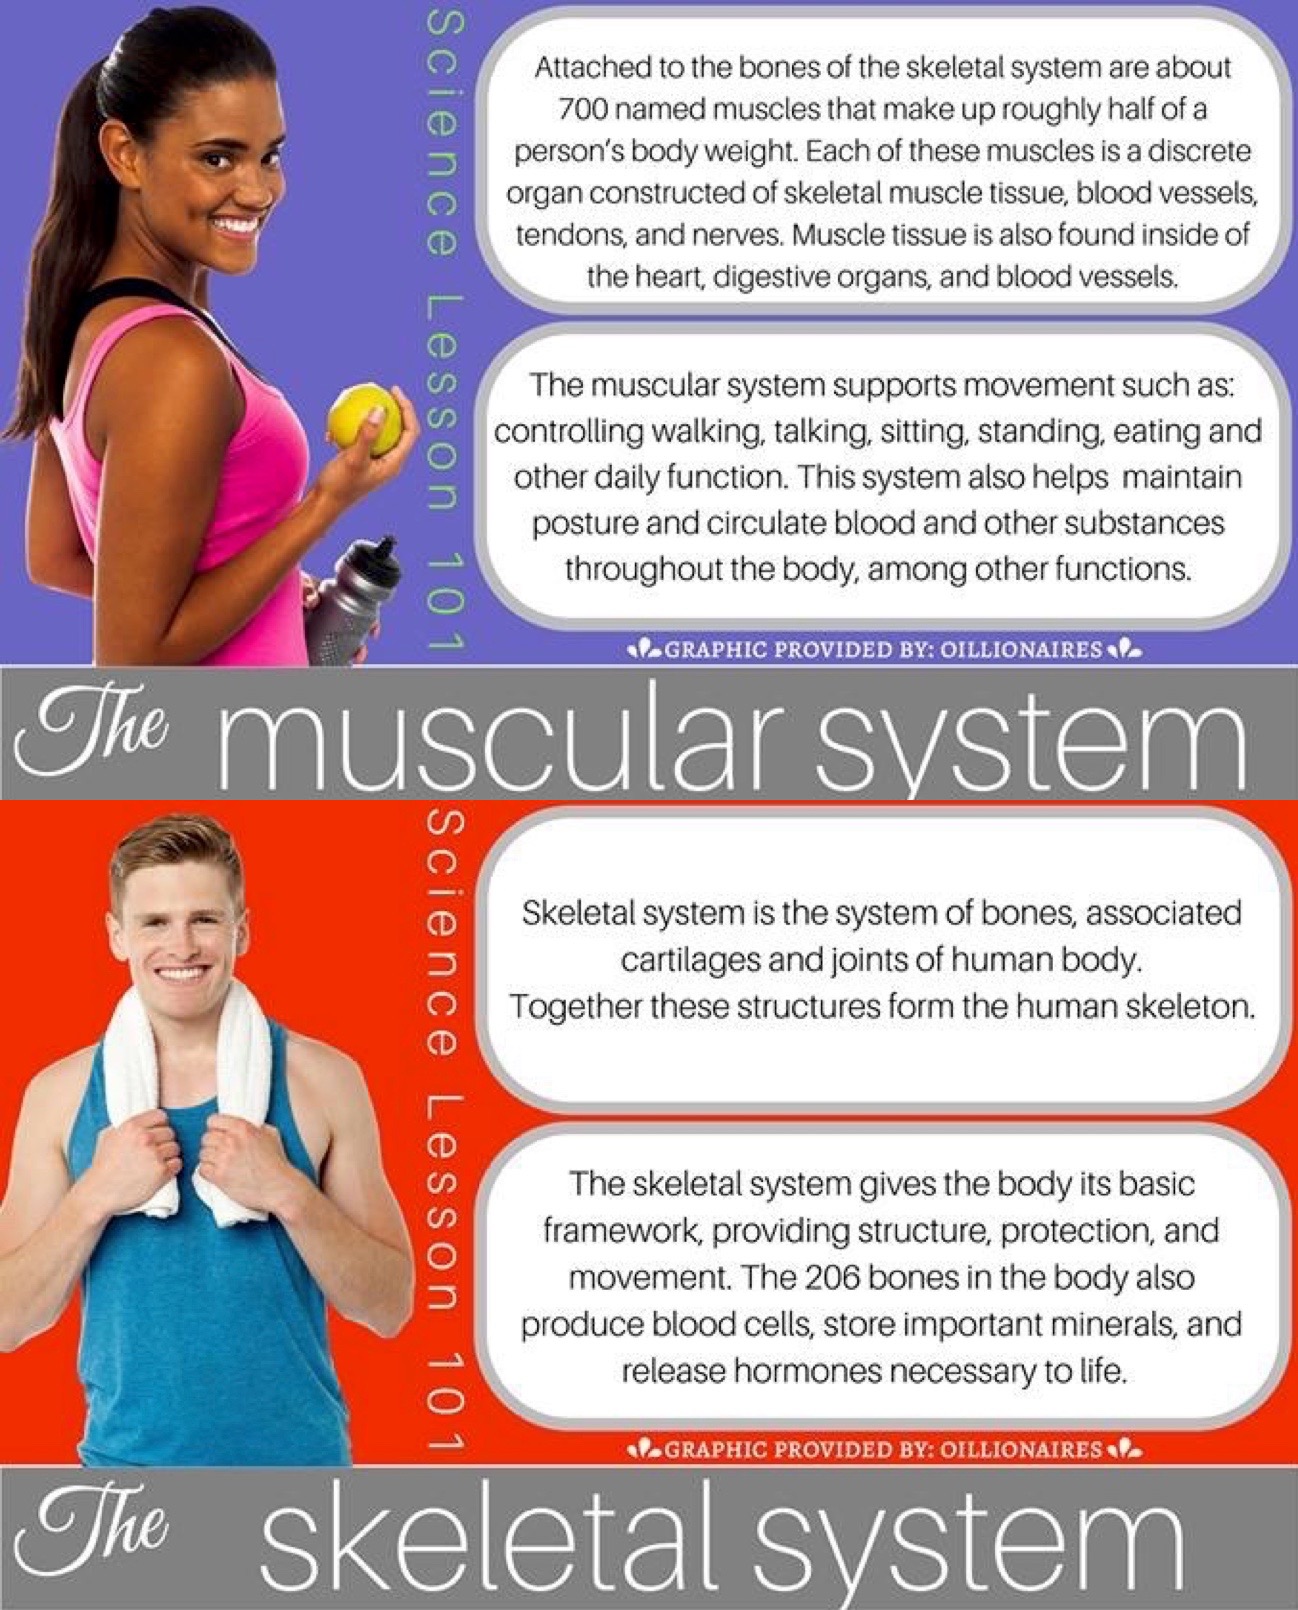 Science Lesson 101
Attached to the bones of the skeletal system are about
700 named muscles that make up roughly half of a
person's body weight. Each of these muscles is a discrete
organ constructed of skeletal muscle tissue, blood vessels,
tendons, and nerves. Muscle tissue is also found inside of
the heart, digestive organs, and blood vessels.
The muscular system supports movement such as:
controlling walking, talking, sitting, standing, eating and
other daily function. This system also helps maintain
posture and circulate blood and other substances
throughout the body, among other functions.
GRAPHIC PROVIDED BY: OILLIONAIRES
The muscular system
Science Lesson 101
Skeletal system is the system of bones, associated
cartilages and joints of human body.
Together these structures form the human skeleton.
The skeletal system gives the body its basic
framework, providing structure, protection, and
movement. The 206 bones in the body also
produce blood cells, store important minerals, and
release hormones necessary to life.
GRAPHIC PROVIDED BY: OILLIONAIRES
The skeletal system